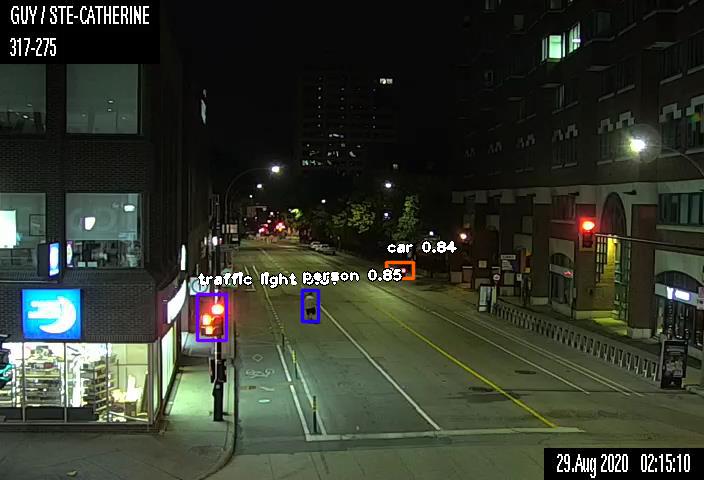 GUY / STE-CATHERINE
317-275
car 0.84
traffic light
person 0.85
29.Aug 2020 02:15:10